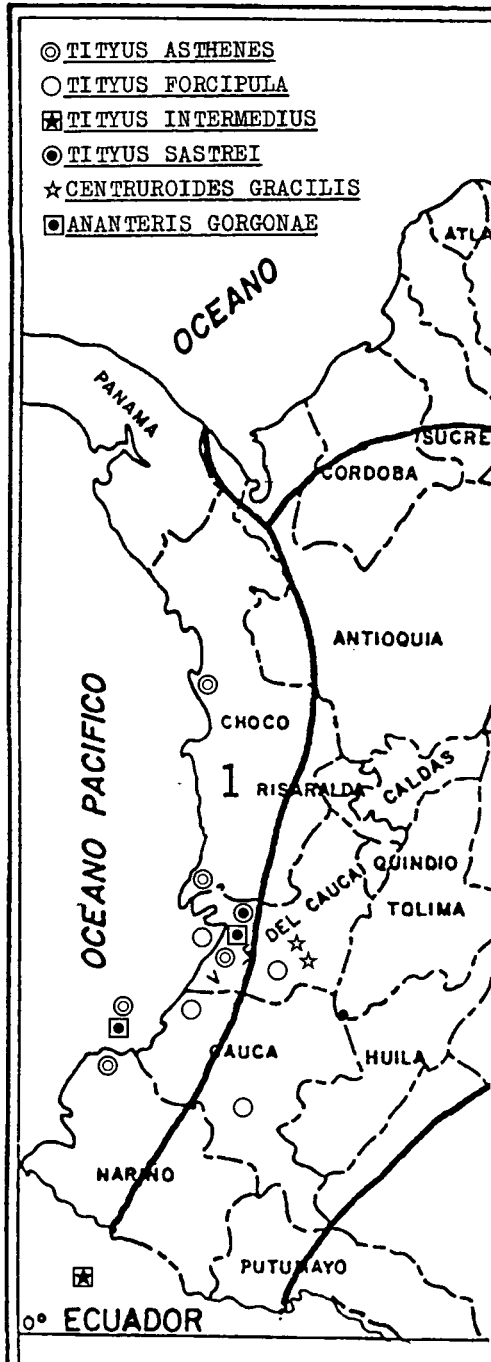 TITYUS ASTHENES
TITYUS FORCIPULA
TITYUS INTERMEDIUS
TITYUS SASTREI
CENTRUROIDES GRACILIS
ANANTERIS GORGONAE
ATLA
OCEANO
PANAMA
SUCRE
CORDOBA
ANTIOQUIA
OCEANO PACIFICO
CHOCO
1
RISARALDA
CALDAS
QUINDIO
TOLIMA
V DEL CAUCA
CAUCA
HUILA
NARIÑO
PUTUMAYO
0° ECUADOR